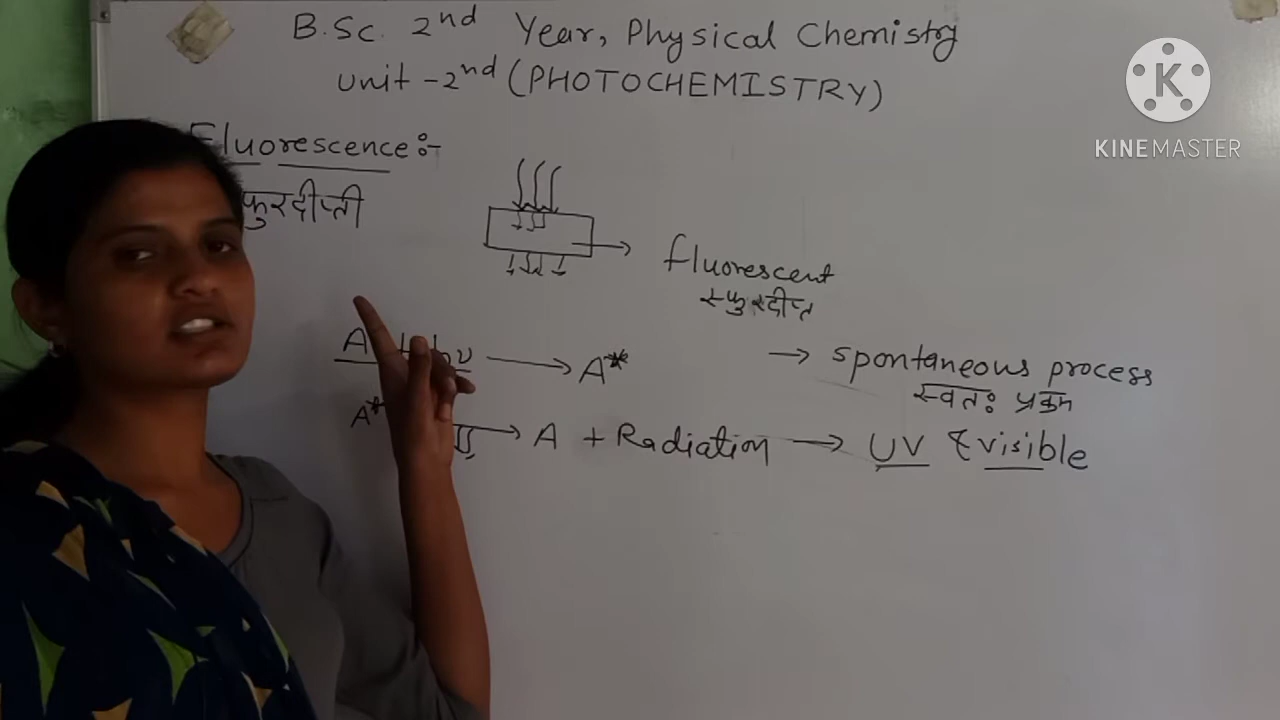 B.Sc. 2nd Year, Physical Chemistry
Unit-2nd (PHOTOCHEMISTRY)
KINEMASTER
Fluorescence:-
फुरदीप्ती
fluorescent
स्फुरदीप्त
A + hν → A*
→ spontaneous process
स्वतः प्रक्रम
A* → A + Radiation → UV & visible